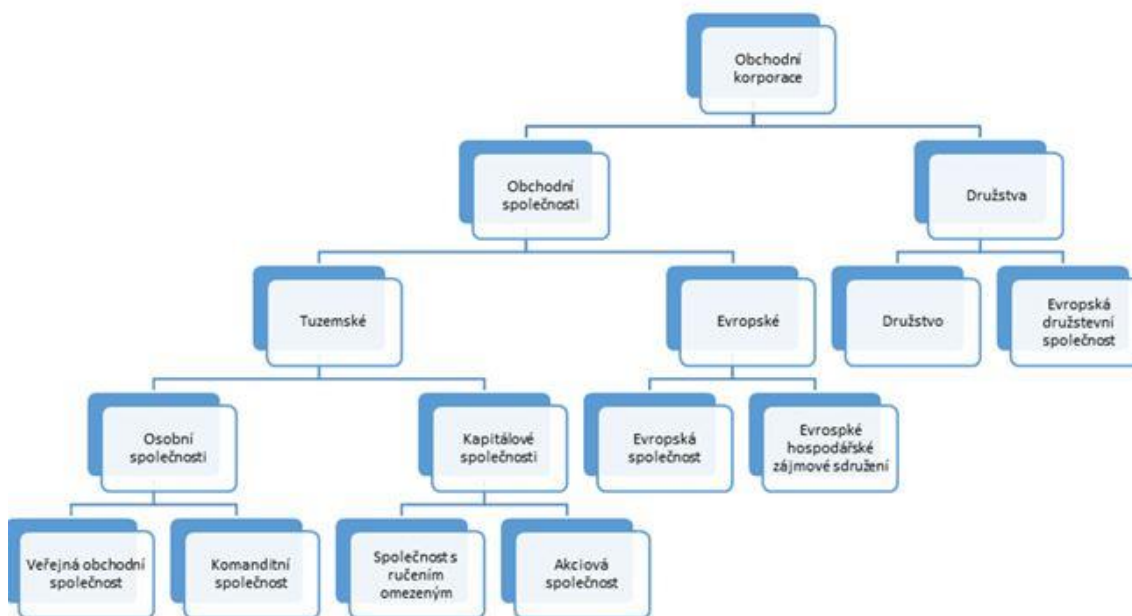 Obchodní
korporace
Obchodní
společnosti
Družstva
Tuzemské
Evropské
Družstvo
Evropská
družstevní
společnost
Osobní
společnosti
Kapitálové
společnosti
Evropská
společnost
Evrospké
hospodářské
zájmové sdružení
Veřejná obchodní
společnost
Komanditní
společnost
Společnost s
ručením
omezeným
Akciová
společnost